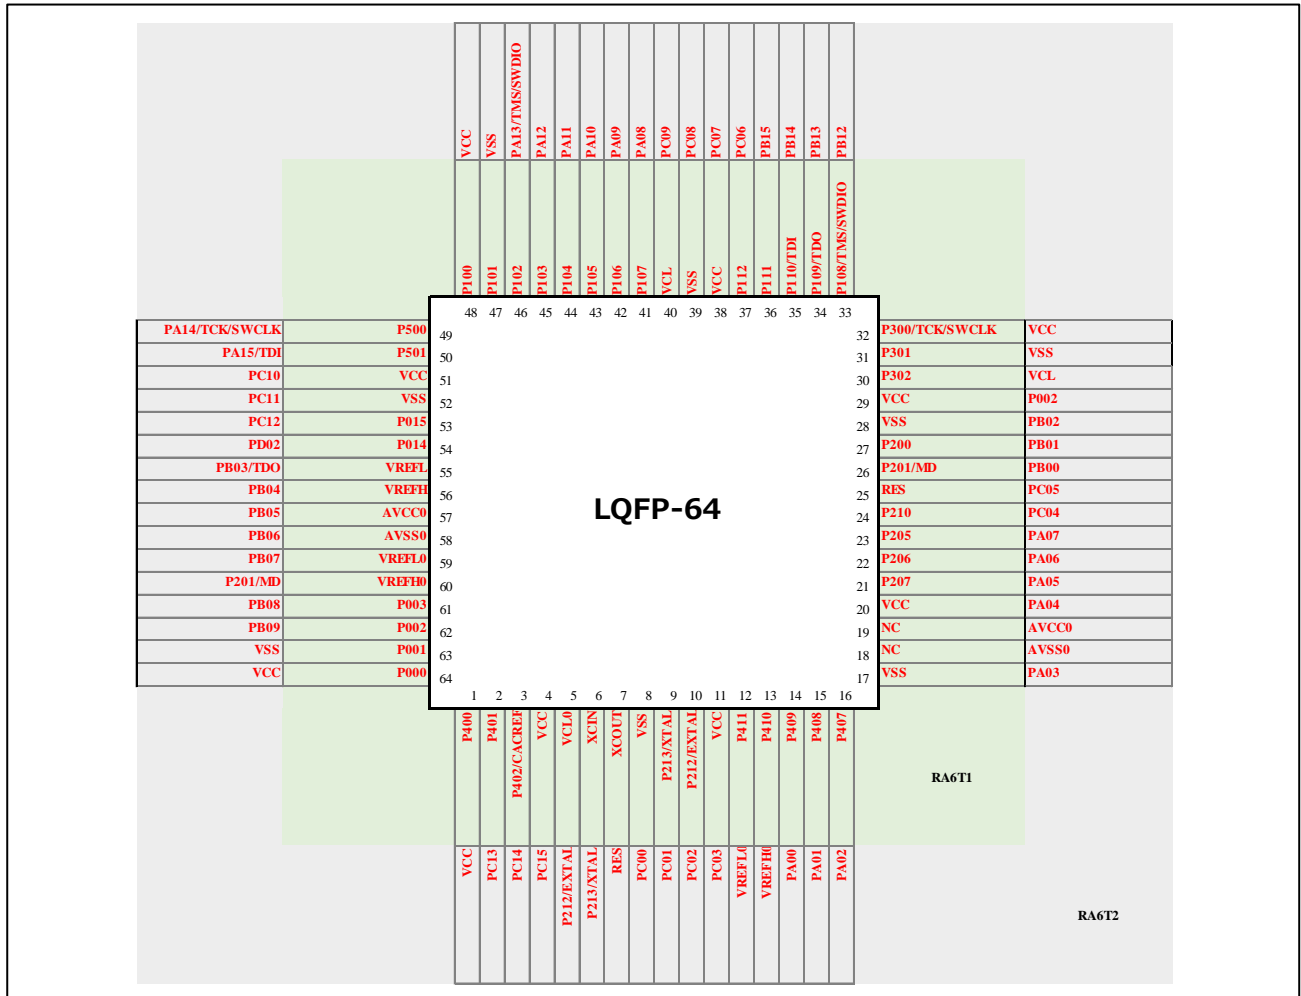 VCC VSS PA13/TMS/SWDIO PA12 PA11 PA10 PA09 PA08 PC09 PC08 PC07 PC06 PB15 PB14 PB13 PB12
P100 P101 P102 P103 P104 P105 P106 P107 VCL VSS VCC P112 P111 P110/TDI P109/TDO P108/TMS/SWDIO
48 47 46 45 44 43 42 41 40 39 38 37 36 35 34 33
PA14/TCK/SWCLK P500 49 32 P300/TCK/SWCLK VCC
PA15/TDI P501 50 31 P301 VSS
PC10 VCC 51 30 P302 VCL
PC11 VSS 52 29 VCC P002
PC12 P015 53 28 VSS PB02
PD02 P014 54 27 P200 PB01
PB03/TDO VREFL 55 26 P201/MD PB00
PB04 VREFH 56 25 RES PC05
PB05 AVCC0 57 24 P210 PC04
LQFP-64
PB06 AVSS0 58 23 P205 PA07
PB07 VREFL0 59 22 P206 PA06
P201/MD VREFH0 60 21 P207 PA05
PB08 P003 61 20 VCC PA04
PB09 P002 62 19 NC AVCC0
VSS P001 63 18 NC AVSS0
VCC P000 64 17 VSS PA03
1 2 3 4 5 6 7 8 9 10 11 12 13 14 15 16
P400 P401 P402/CACREF VCC VCL0 XCIN XCOUT VSS P213/XTAL P212/EXTAL VCC P411 P410 P409 P408 P407
RA6T1
VCC PC13 PC14 PC15 P212/EXTAL P213/XTAL RES PC00 PC01 PC02 PC03 VREFL0 VREFH0 PA00 PA01 PA02
RA6T2